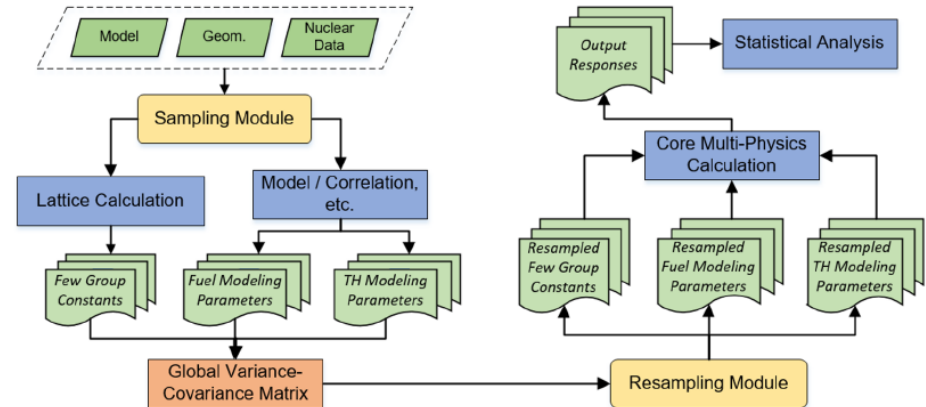 Model
Geom.
Nuclear
Data
Sampling Module
Lattice Calculation
Model / Correlation,
etc.
Few Group
Constants
Fuel Modeling
Parameters
TH Modeling
Parameters
Global Variance-
Covariance Matrix
Output
Responses
Statistical Analysis
Core Multi-Physics
Calculation
Resampled
Few Group
Constants
Resampled
Fuel Modeling
Parameters
Resampled
TH Modeling
Parameters
Resampling Module